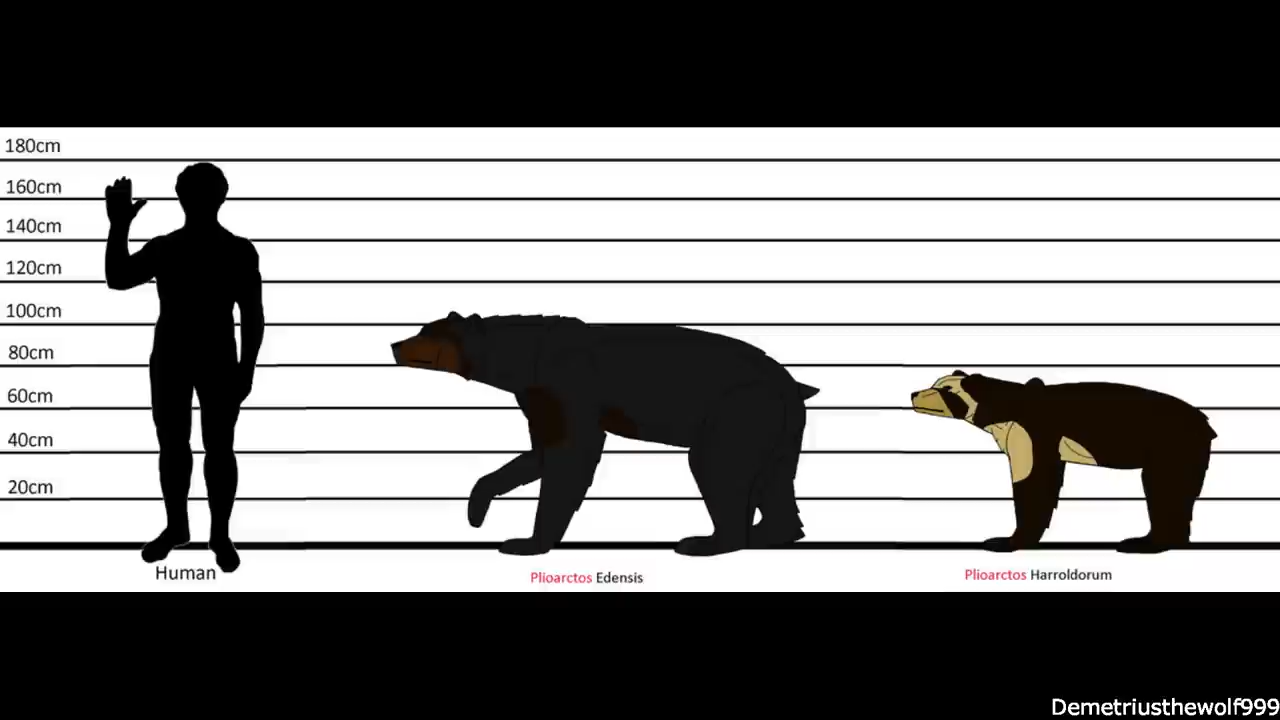 180cm
160cm
140cm
120cm
100cm
80cm
60cm
40cm
20cm
Human
Plioarctos Edensis
Plioarctos Harroldorum
Demetriusthewolf999